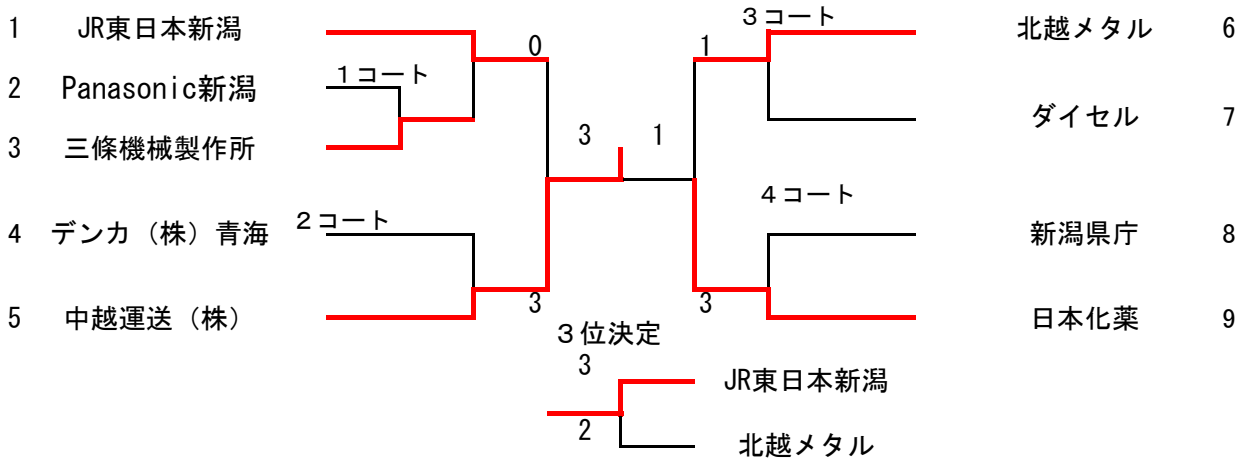 3コート
1 JR東日本新潟 0 1 北越メタル 6
1コート
2 Panasonic新潟
ダイセル 7
3 三條機械製作所 3 1
4コート
2コート
4 デンカ（株）青海 新潟県庁 8
3 3
5 中越運送（株） 日本化薬 9
3位決定
3
JR東日本新潟
2
北越メタル